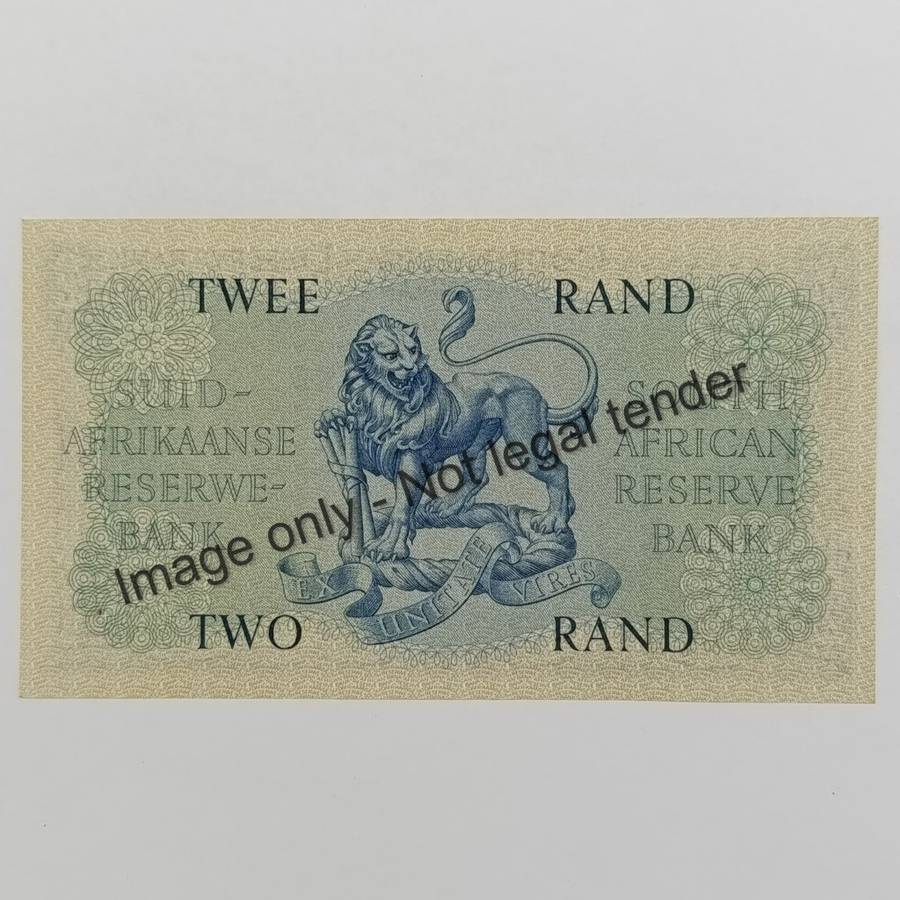 TWEE RAND
SUID-
AFRIKAANSE
RESERWE-
BANK
SOUTH
AFRICAN
RESERVE
BANK
Image only - Not legal tender
EX UNITATE VIRES
TWO RAND